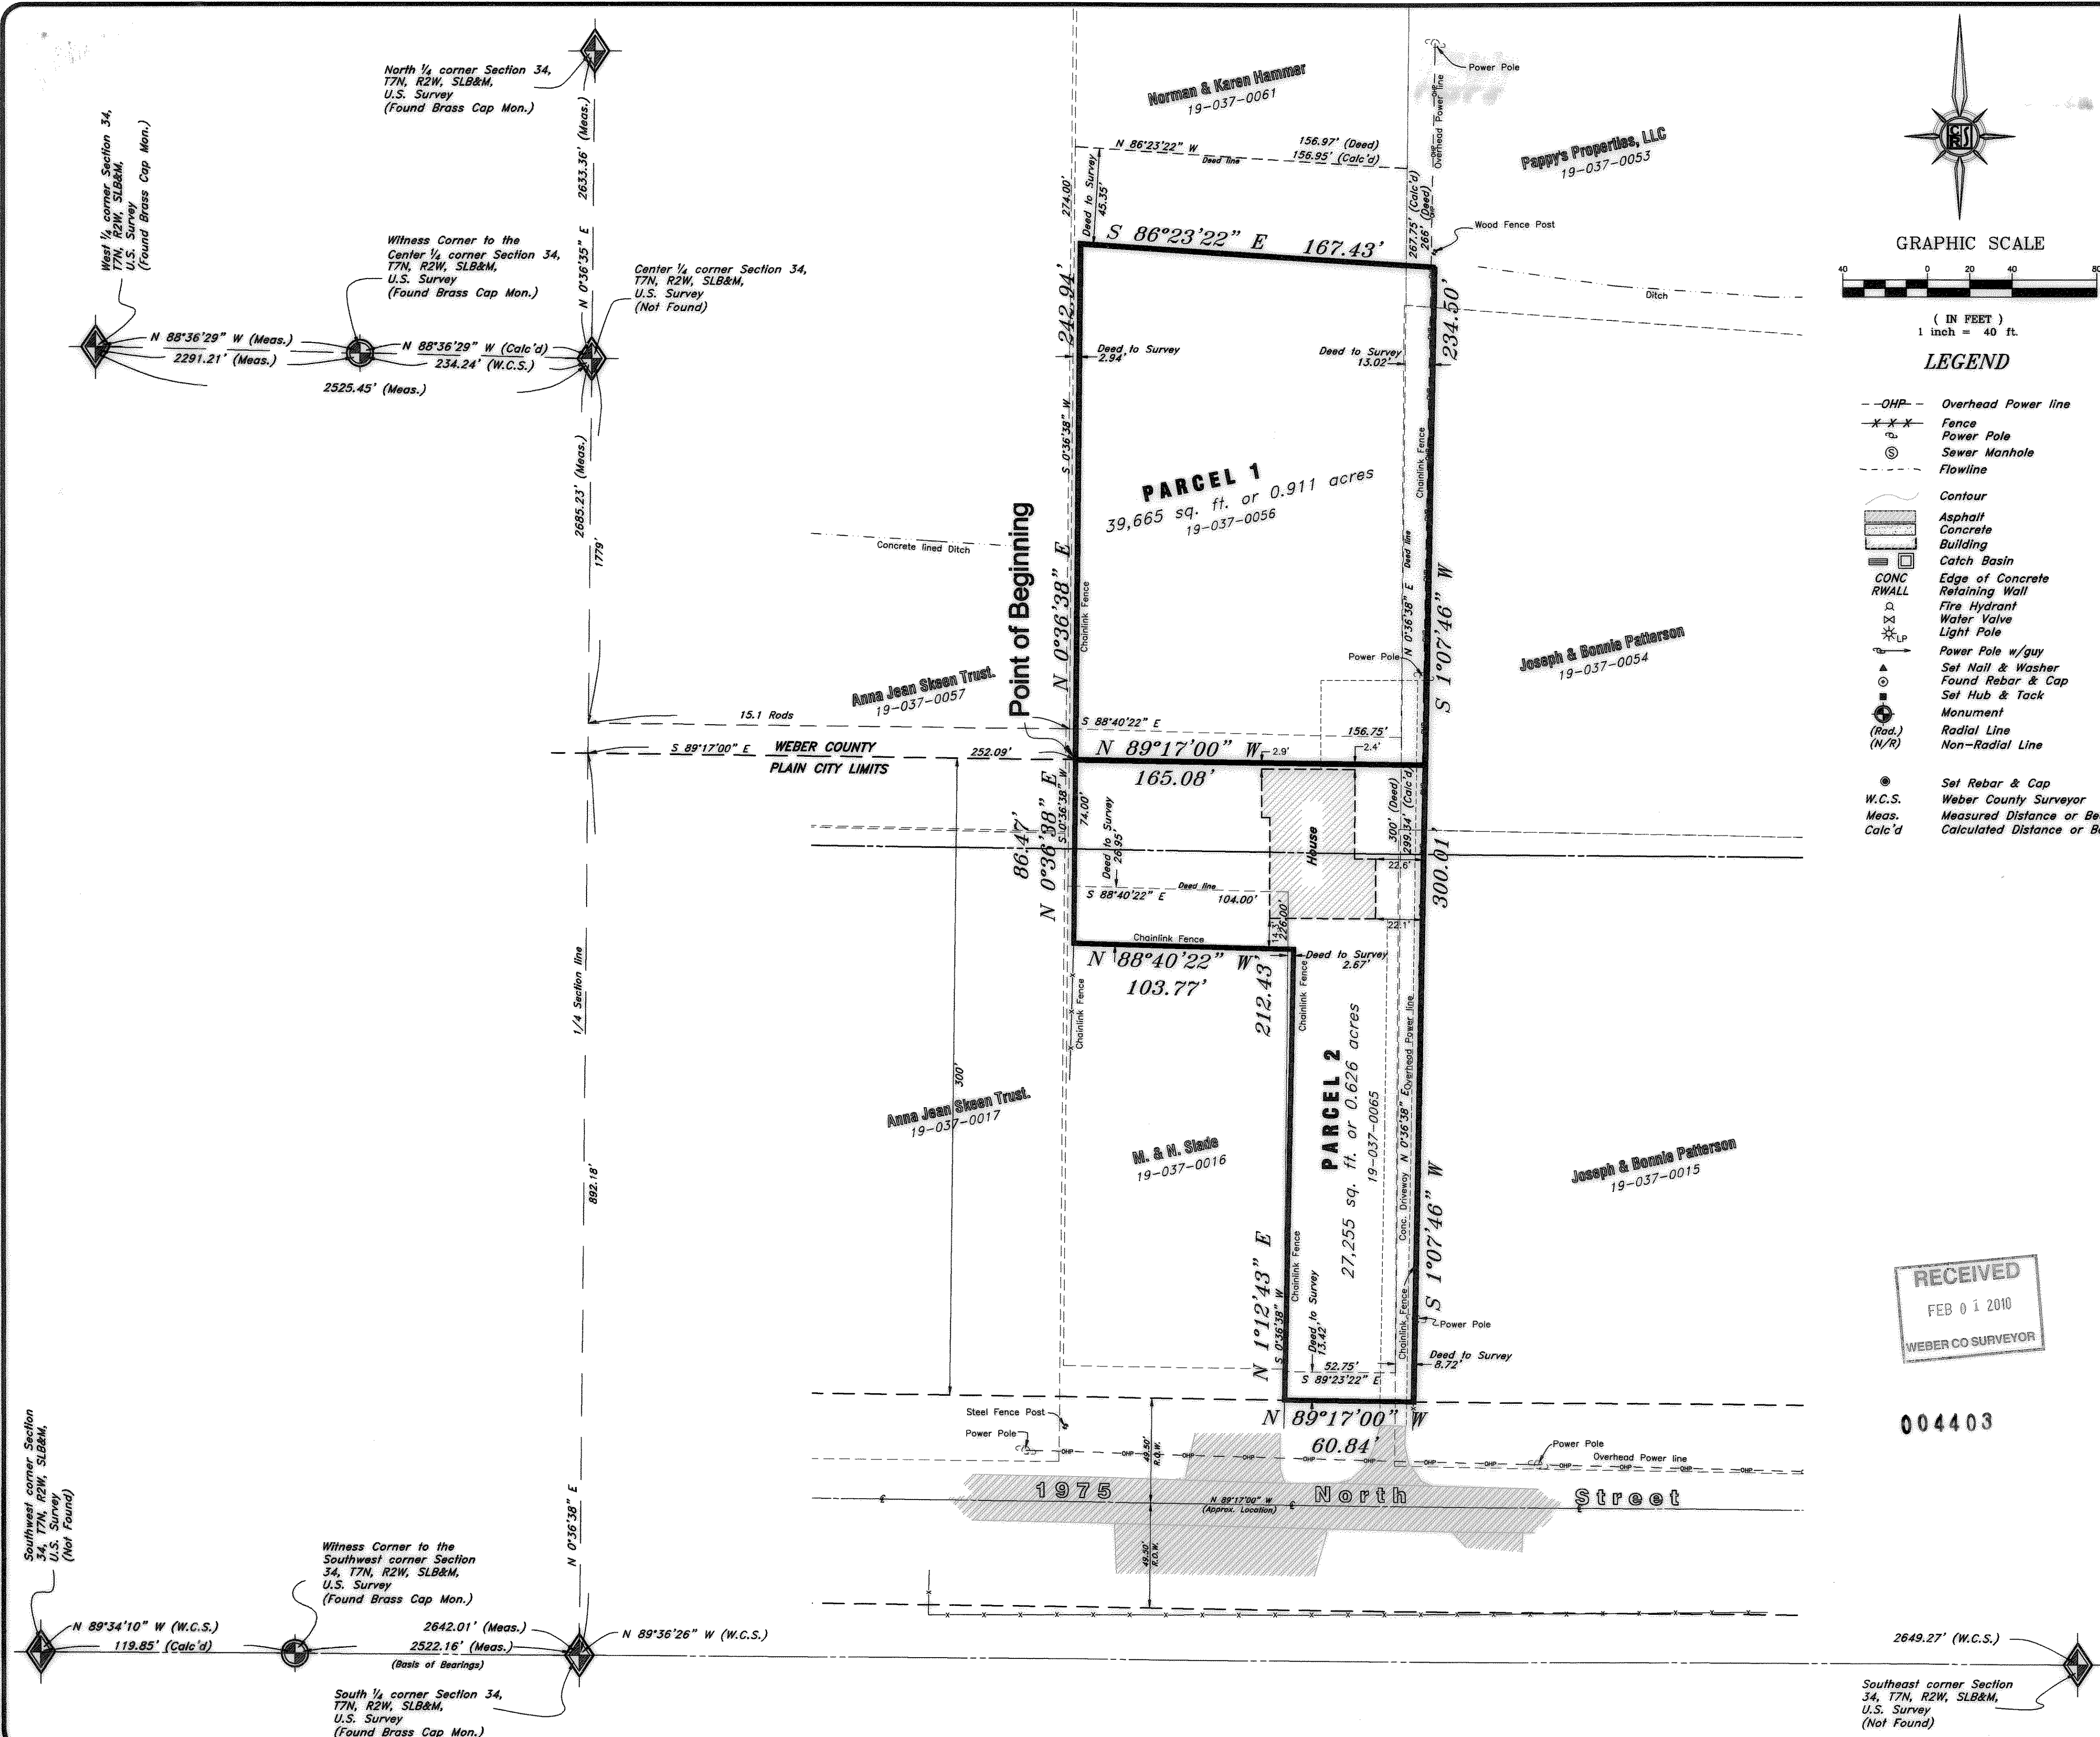 North ¼ corner Section 34,
T7N, R2W, SLB&M,
U.S. Survey
(Found Brass Cap Mon.)
West ¼ corner Section 34,
T7N, R2W, SLB&M,
U.S. Survey
(Found Brass Cap Mon.)
Witness Corner to the
Center ¼ corner Section 34,
T7N, R2W, SLB&M,
U.S. Survey
(Found Brass Cap Mon.)
Center ¼ corner Section 34,
T7N, R2W, SLB&M,
U.S. Survey
(Not Found)
N 0°36'35" E
2633.36' (Meas.)
N 88°36'29" W (Meas.)
2291.21' (Meas.)
N 88°36'29" W (Calc'd)
234.24' (W.C.S.)
2525.45' (Meas.)
2685.23' (Meas.)
1779'
Norman & Karen Hammer
19-037-0061
Power Pole
Overhead Power line
OHP
Pappy's Properties, LLC
19-037-0053
N 86°23'22" W
Deed line
156.97' (Deed)
156.95' (Calc'd)
274.00'
Deed to Survey
45.35'
267.75' (Calc'd)
266' (Deed)
Wood Fence Post
S 86°23'22" E 167.43'
242.94'
234.50'
Ditch
Deed to Survey
2.94'
Deed to Survey
13.02'
S 0°36'38" W
Chainlink Fence
PARCEL 1
39,665 sq. ft. or 0.911 acres
19-037-0056
Concrete lined Ditch
Point of Beginning
N 0°36'38" E
Chainlink Fence
N 0°36'38" E Deed line
S 1°07'46" W
Power Pole
Joseph & Bonnie Patterson
19-037-0054
Anna Jean Skeen Trust.
19-037-0057
15.1 Rods
S 88°40'22" E
156.75'
S 89°17'00" E
WEBER COUNTY
PLAIN CITY LIMITS
252.09'
N 89°17'00" W
165.08'
2.9'
2.4'
86.47'
N 0°36'38" E
S 0°36'38" W
74.00'
Deed to Survey
26.95'
House
300' (Deed)
299.34' (Calc'd)
300.01'
22.6'
S 88°40'22" E
Deed line
104.00'
14.3'
226.00'
22.1'
Chainlink Fence
N 88°40'22" W
103.77'
Deed to Survey
2.67'
212.43'
Chainlink Fence
Chainlink Fence
1/4 Section line
892.18'
300'
Anna Jean Skeen Trust.
19-037-0017
M. & N. Slade
19-037-0016
PARCEL 2
27,255 sq. ft. or 0.626 acres
19-037-0065
Conc. Driveway
N 0°36'38" E
Overhead Power line
Joseph & Bonnie Patterson
19-037-0015
N 1°12'43" E
S 0°36'38" W
Chainlink Fence
Deed to Survey
13.42'
Chainlink Fence
S 1°07'46" W
Power Pole
Deed to Survey
8.72'
52.75'
S 89°23'22" E
N 89°17'00" W
60.84'
Steel Fence Post
Power Pole
OHP OHP OHP OHP OHP OHP OHP OHP OHP OHP OHP OHP
Power Pole
Overhead Power line
49.50'
R.O.W.
1975 North Street
N 89°17'00" W
(Approx. Location)
49.50'
R.O.W.
N 0°36'38" E
Southwest corner Section
34, T7N, R2W, SLB&M,
U.S. Survey
(Not Found)
Witness Corner to the
Southwest corner Section
34, T7N, R2W, SLB&M,
U.S. Survey
(Found Brass Cap Mon.)
N 89°34'10" W (W.C.S.)
119.85' (Calc'd)
2642.01' (Meas.)
2522.16' (Meas.)
(Basis of Bearings)
N 89°36'26" W (W.C.S.)
South ¼ corner Section 34,
T7N, R2W, SLB&M,
U.S. Survey
(Found Brass Cap Mon.)
2649.27' (W.C.S.)
Southeast corner Section
34, T7N, R2W, SLB&M,
U.S. Survey
(Not Found)
GRAPHIC SCALE
40 0 20 40 80
( IN FEET )
1 inch = 40 ft.
LEGEND
OHP Overhead Power line
X X X Fence
Power Pole
S Sewer Manhole
Flowline
Contour
Asphalt
Concrete
Building
Catch Basin
CONC Edge of Concrete
RWALL Retaining Wall
Fire Hydrant
Water Valve
LP Light Pole
Power Pole w/guy
Set Nail & Washer
Found Rebar & Cap
Set Hub & Tack
Monument
(Rad.) Radial Line
(N/R) Non-Radial Line
Set Rebar & Cap
W.C.S. Weber County Surveyor
Meas. Measured Distance or Be
Calc'd Calculated Distance or B
RECEIVED
FEB 01 2010
WEBER CO SURVEYOR
004403